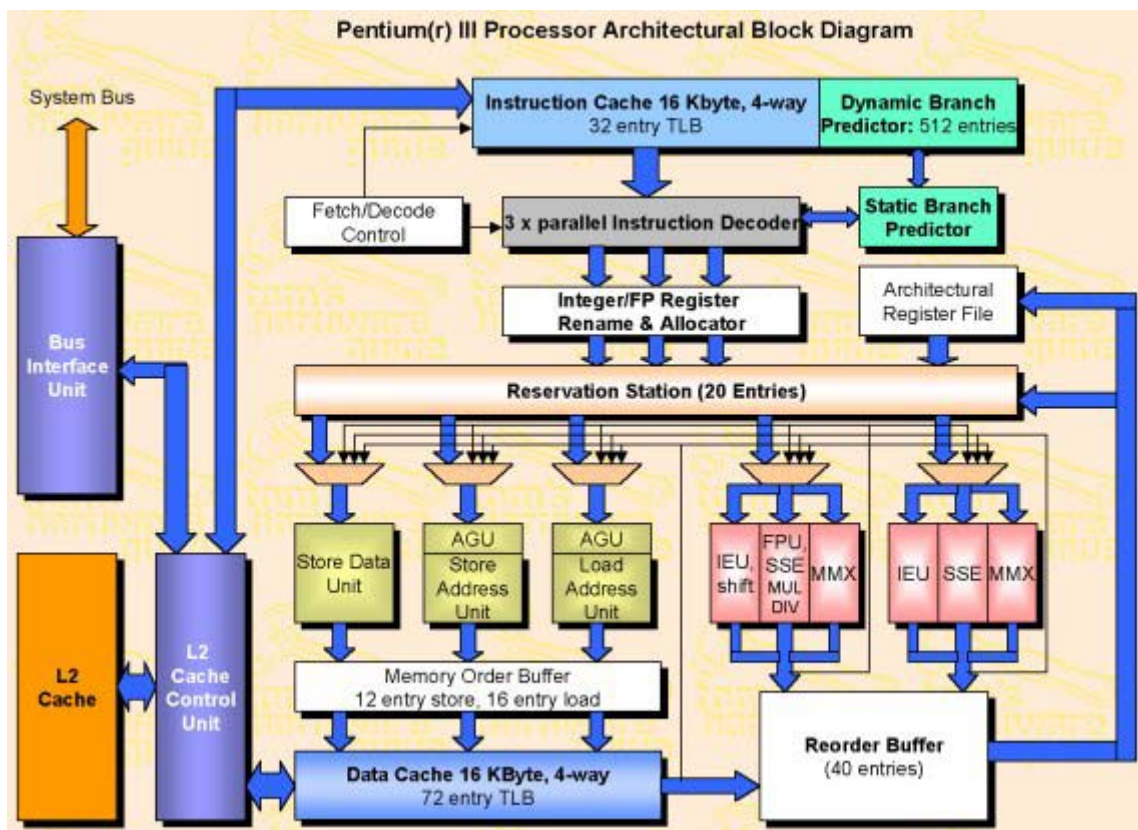 Pentium(r) III Processor Architectural Block Diagram
System Bus
Instruction Cache 16 Kbyte, 4-way
32 entry TLB
Dynamic Branch
Predictor: 512 entries
Fetch/Decode
Control
3 x parallel Instruction Decoder
Static Branch
Predictor
Integer/FP Register
Rename & Allocator
Architectural
Register File
Bus
Interface
Unit
Reservation Station (20 Entries)
Store Data
Unit
AGU
Store
Address
Unit
AGU
Load
Address
Unit
IEU,
shift
FPU,
SSE
MUL
DIV
MMX
IEU
SSE
MMX
L2
Cache
L2
Cache
Control
Unit
Memory Order Buffer
12 entry store, 16 entry load
Data Cache 16 KByte, 4-way
72 entry TLB
Reorder Buffer
(40 entries)